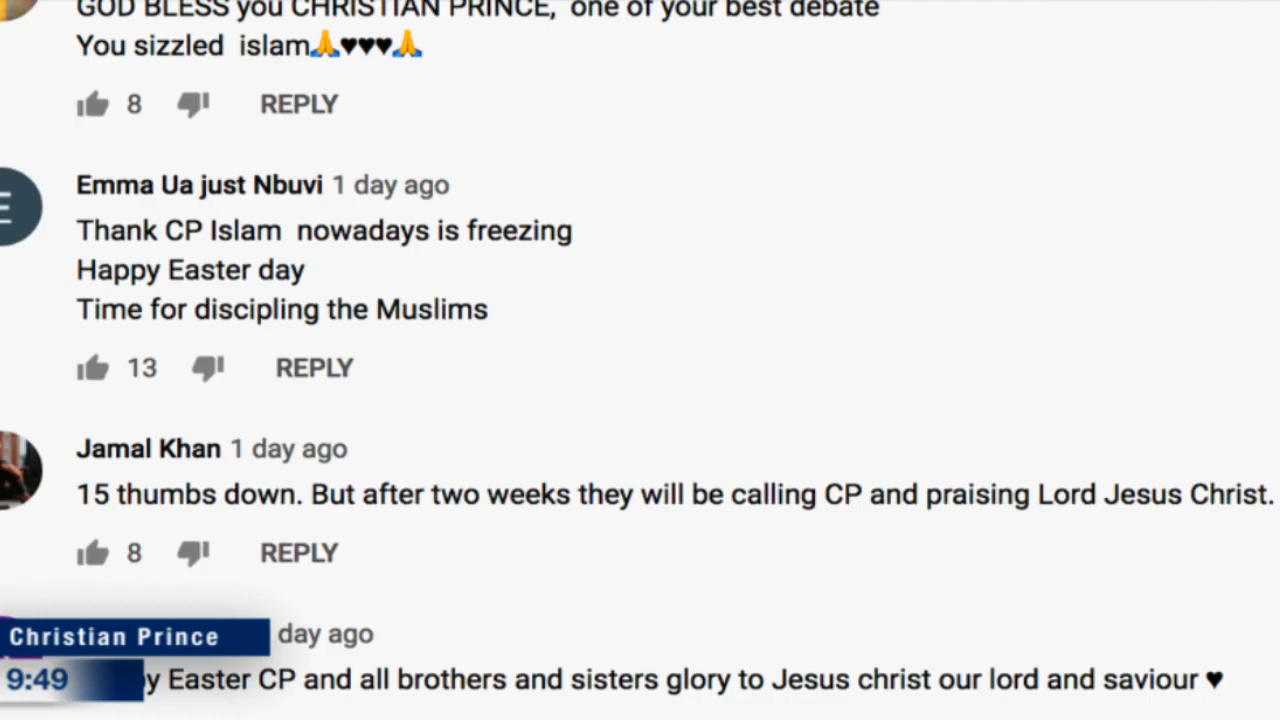 GOD BLESS you CHRISTIAN PRINCE, one of your best debate
You sizzled islam🙏♥♥♥🙏
8 REPLY
E
Emma Ua just Nbuvi 1 day ago
Thank CP Islam nowadays is freezing
Happy Easter day
Time for discipling the Muslims
13 REPLY
Jamal Khan 1 day ago
15 thumbs down. But after two weeks they will be calling CP and praising Lord Jesus Christ.
8 REPLY
Christian Prince day ago
9:49 y Easter CP and all brothers and sisters glory to Jesus christ our lord and saviour ♥